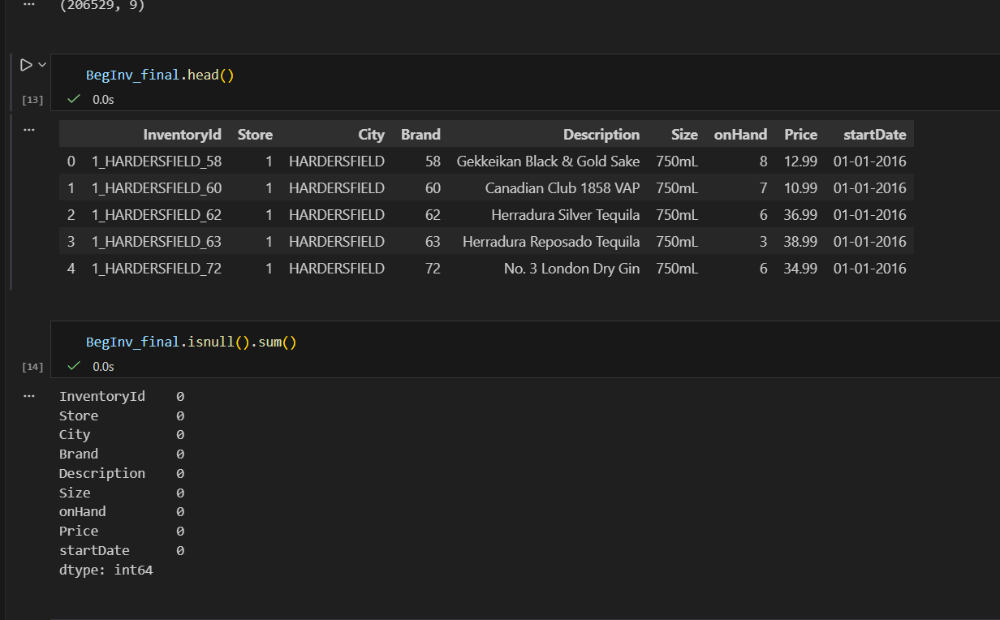 (206529, 9)
BegInv_final.head()
[13] 0.0s
InventoryId Store City Brand Description Size onHand Price startDate
0 1_HARDERSFIELD_58 1 HARDERSFIELD 58 Gekkeikan Black & Gold Sake 750mL 8 12.99 01-01-2016
1 1_HARDERSFIELD_60 1 HARDERSFIELD 60 Canadian Club 1858 VAP 750mL 7 10.99 01-01-2016
2 1_HARDERSFIELD_62 1 HARDERSFIELD 62 Herradura Silver Tequila 750mL 6 36.99 01-01-2016
3 1_HARDERSFIELD_63 1 HARDERSFIELD 63 Herradura Reposado Tequila 750mL 3 38.99 01-01-2016
4 1_HARDERSFIELD_72 1 HARDERSFIELD 72 No. 3 London Dry Gin 750mL 6 34.99 01-01-2016
BegInv_final.isnull().sum()
[14] 0.0s
InventoryId 0
Store 0
City 0
Brand 0
Description 0
Size 0
onHand 0
Price 0
startDate 0
dtype: int64